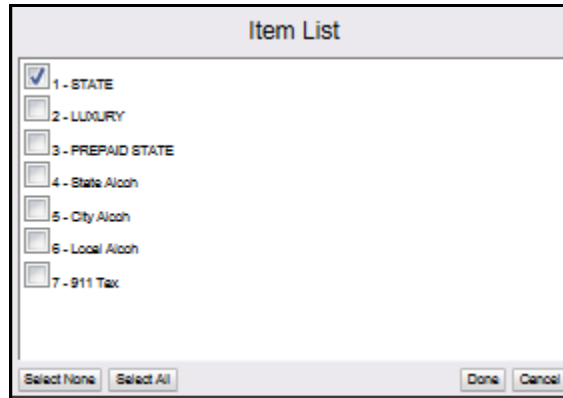 Item List
1 - STATE
2 - LUXURY
3 - PREPAID STATE
4 - State Alcoh
5 - City Alcoh
6 - Local Alcoh
7 - 911 Tax
Select None Select All Done Cancel